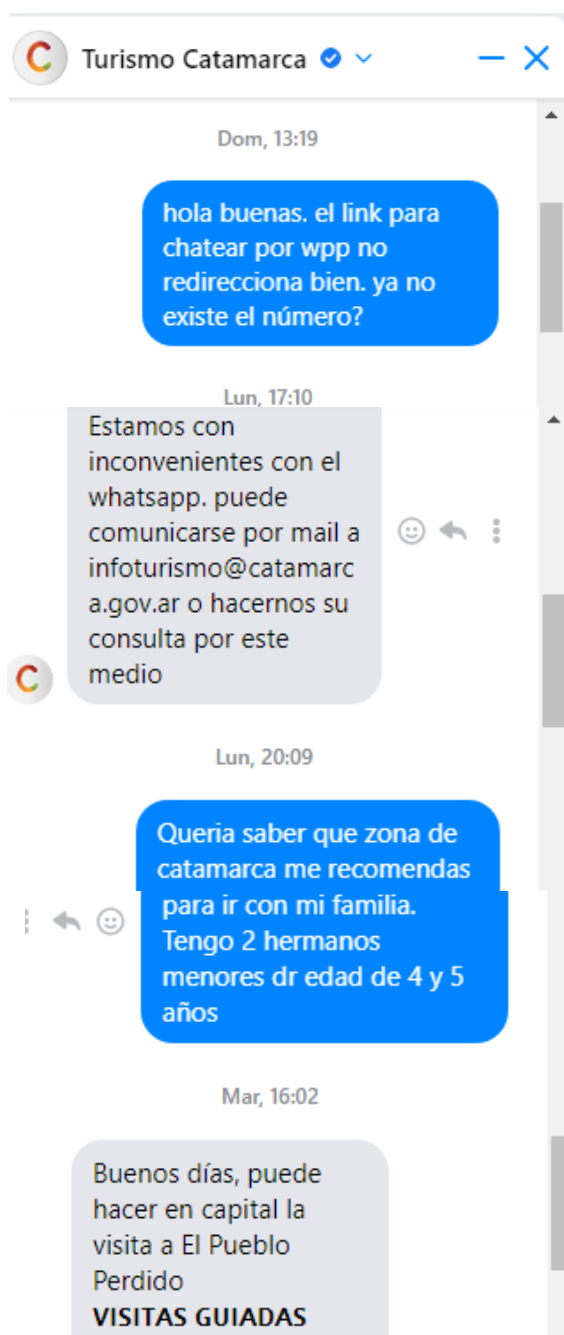 Turismo Catamarca
Dom, 13:19
hola buenas. el link para
chatear por wpp no
redirecciona bien. ya no
existe el número?
Lun, 17:10
Estamos con
inconvenientes con el
whatsapp. puede
comunicarse por mail a
infoturismo@catamarc
a.gov.ar o hacernos su
consulta por este
medio
Lun, 20:09
Queria saber que zona de
catamarca me recomendas
para ir con mi familia.
Tengo 2 hermanos
menores dr edad de 4 y 5
años
Mar, 16:02
Buenos días, puede
hacer en capital la
visita a El Pueblo
Perdido
VISITAS GUIADAS